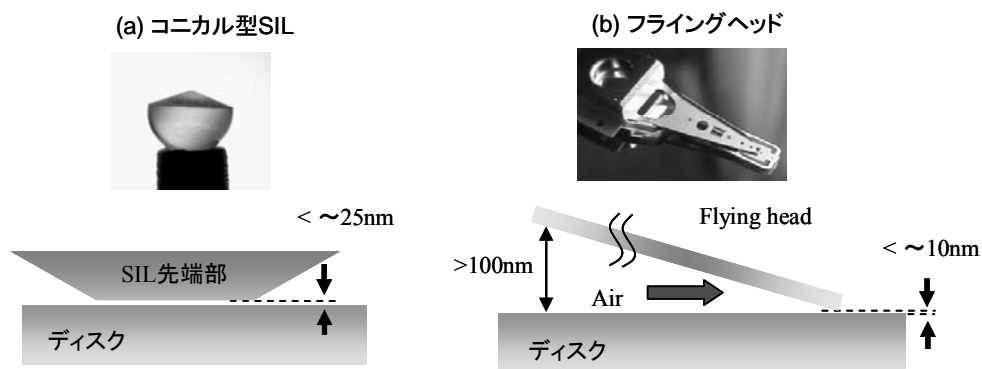 (a) コニカル型SIL
(b) フライングヘッド
< ～25nm
SIL先端部
ディスク
Flying head
< ～10nm
>100nm
Air
ディスク